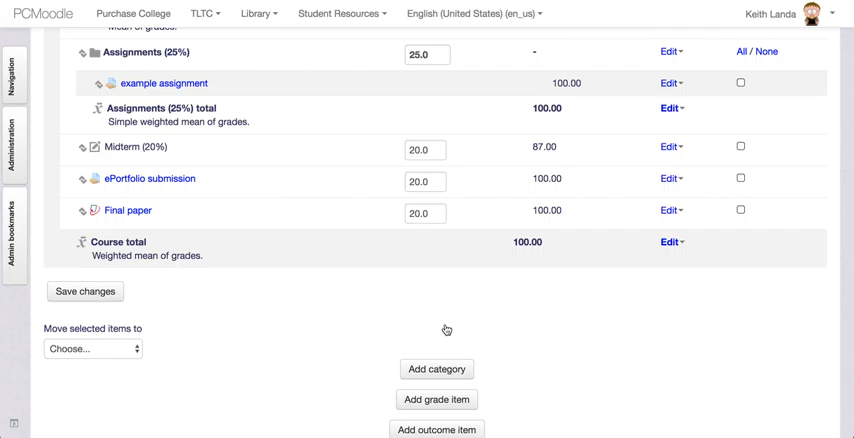 PCMoodle Purchase College TLTC Library Student Resources English (United States) (en_us) Keith Landa
Mean of grades.
Assignments (25%) 25.0 - Edit All / None
example assignment 100.00 Edit
Assignments (25%) total 100.00 Edit
Simple weighted mean of grades.
Midterm (20%) 20.0 87.00 Edit
ePortfolio submission 20.0 100.00 Edit
Final paper 20.0 100.00 Edit
Course total 100.00 Edit
Weighted mean of grades.
Save changes
Move selected items to
Choose...
Add category
Add grade item
Add outcome item
Navigation
Administration
Admin bookmarks